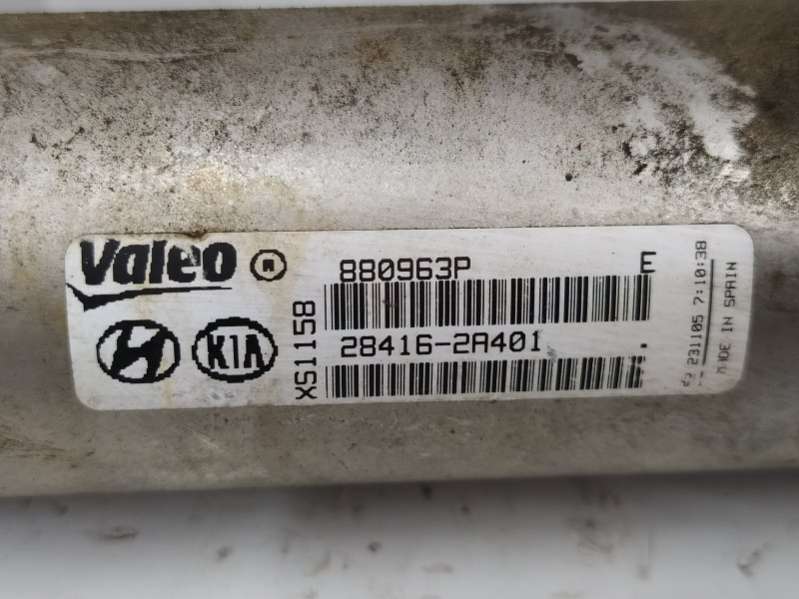 Valeo ®
880963P E
XS1158
KIA
28416-2A401
231105 7:10:38
MADE IN SPAIN